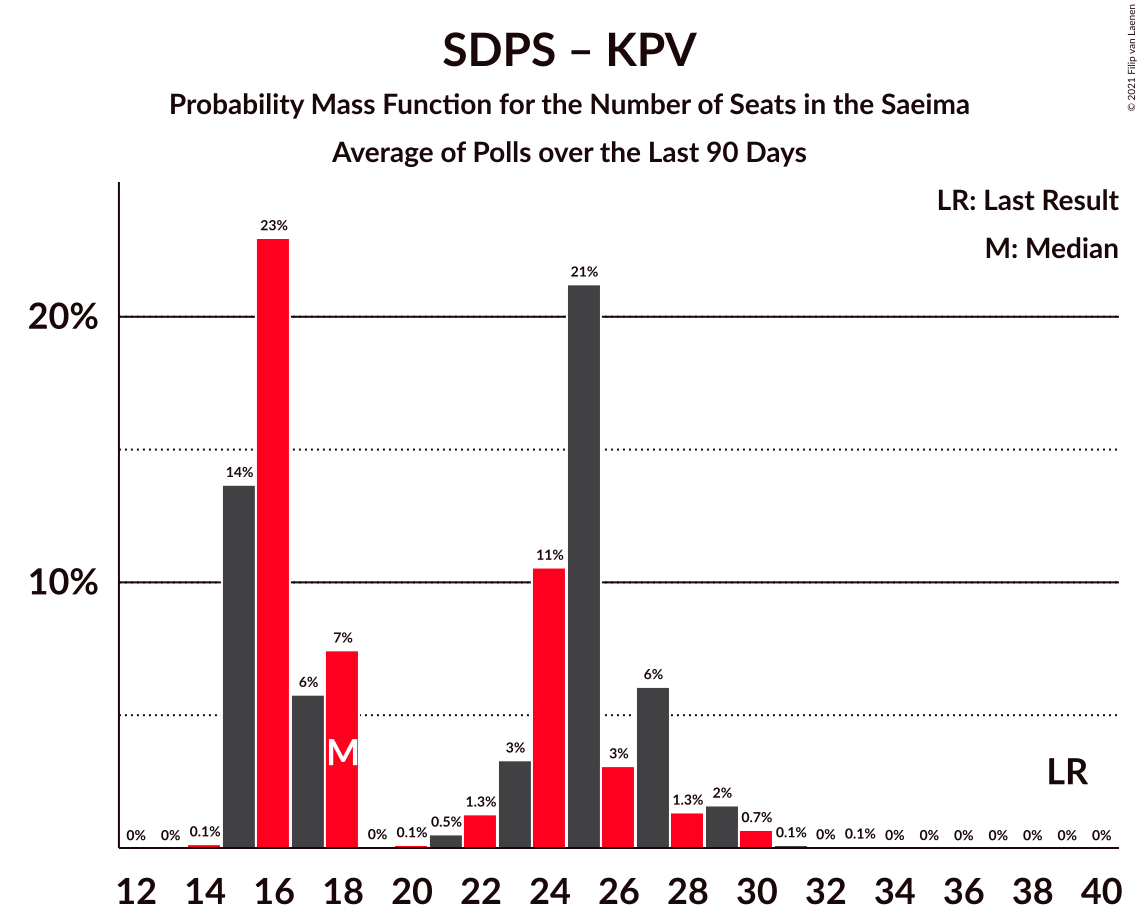 SDPS – KPV
Probability Mass Function for the Number of Seats in the Saeima
Average of Polls over the Last 90 Days
© 2021 Filip van Laenen
LR: Last Result
M: Median
20%
10%
0% 0% 0.1% 14% 23% 6% 7% 0% 0.1% 0.5% 1.3% 3% 11% 21% 3% 6% 1.3% 2% 0.7% 0.1% 0% 0.1% 0% 0% 0% 0% 0% 0% 0%
M
LR
12 14 16 18 20 22 24 26 28 30 32 34 36 38 40